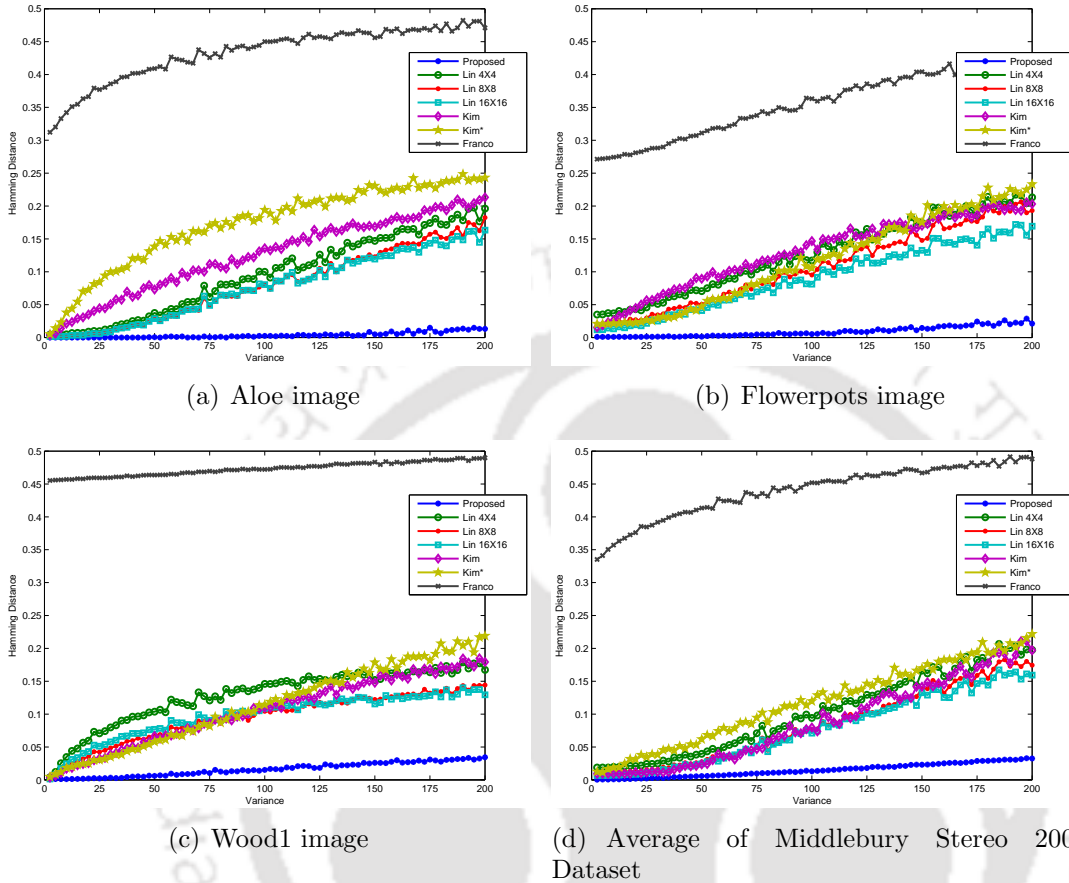 0.5
0.45
0.4
0.35
0.3
0.25
0.2
0.15
0.1
0.05
0
Hamming Distance
0 25 50 75 100 125 150 175 200
Variance
Proposed
Lin 4X4
Lin 8X8
Lin 16X16
Kim
Kim*
Franco
(a) Aloe image
0.5
0.45
0.4
0.35
0.3
0.25
0.2
0.15
0.1
0.05
0
Hamming Distance
0 25 50 75 100 125 150 175 200
Variance
Proposed
Lin 4X4
Lin 8X8
Lin 16X16
Kim
Kim*
Franco
(b) Flowerpots image
0.5
0.45
0.4
0.35
0.3
0.25
0.2
0.15
0.1
0.05
0
Hamming Distance
0 25 50 75 100 125 150 175 200
Variance
Proposed
Lin 4X4
Lin 8X8
Lin 16X16
Kim
Kim*
Franco
(c) Wood1 image
0.5
0.45
0.4
0.35
0.3
0.25
0.2
0.15
0.1
0.05
0
Hamming Distance
0 25 50 75 100 125 150 175 200
Variance
Proposed
Lin 4X4
Lin 8X8
Lin 16X16
Kim
Kim*
Franco
(d) Average of Middlebury Stereo 200
Dataset